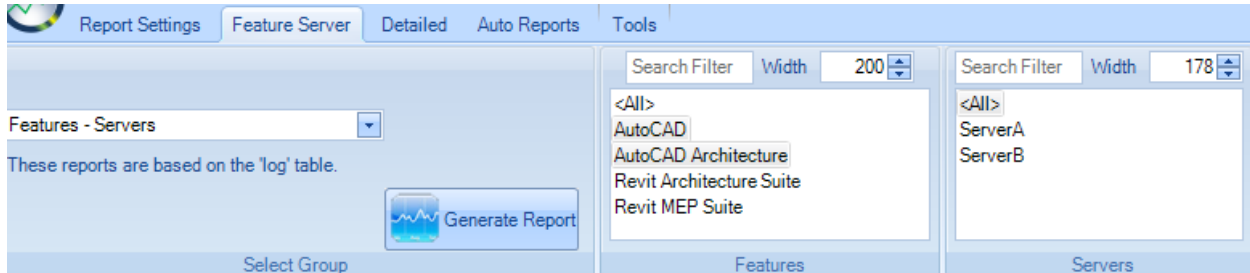 Report Settings Feature Server Detailed Auto Reports Tools
Search Filter Width 200 Search Filter Width 178
Features - Servers
These reports are based on the 'log' table.
Generate Report
Select Group
<All>
AutoCAD
AutoCAD Architecture
Revit Architecture Suite
Revit MEP Suite
Features
<All>
ServerA
ServerB
Servers